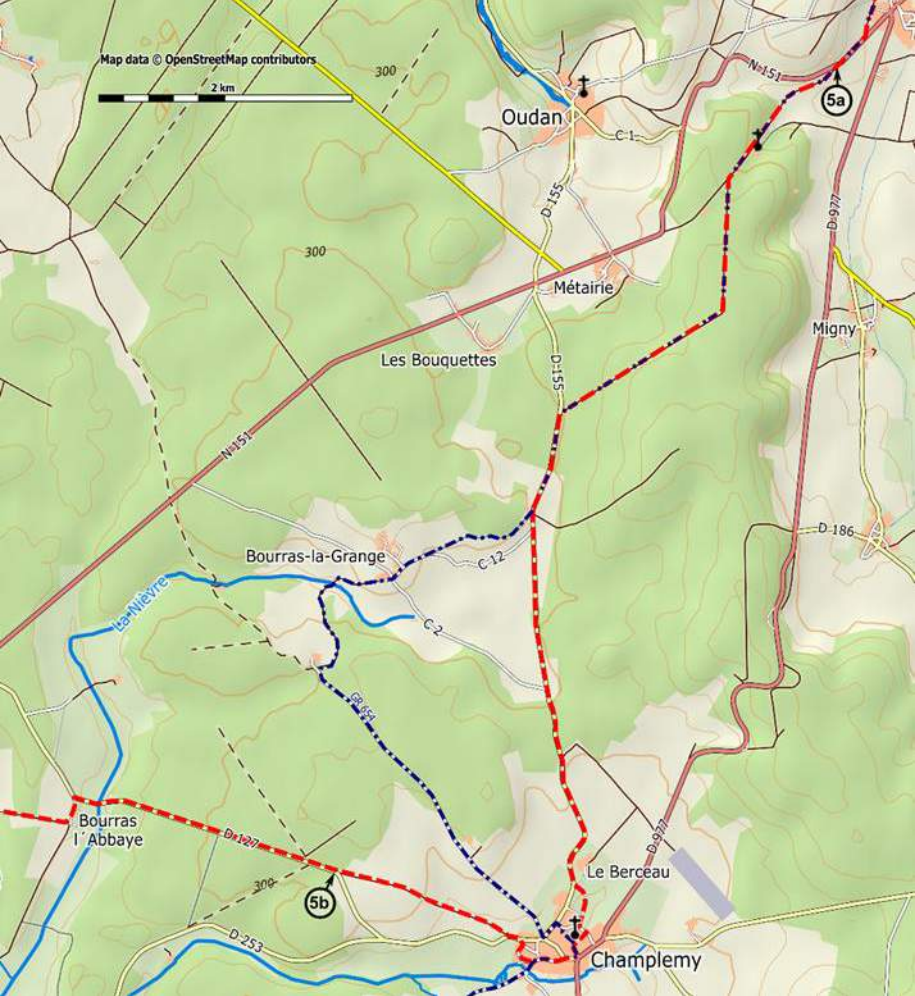 Map data © OpenStreetMap contributors
2 km
300
Oudan
C 1
N 151
5a
D 155
D 977
300
Métairie
Migny
Les Bouquettes
D 155
N 151
D 186
Bourras-la-Grange
C 12
La Nièvre
C 2
GR 654
Bourras
l´Abbaye
D 127
D 977
Le Berceau
300
5b
D 253
Champlemy